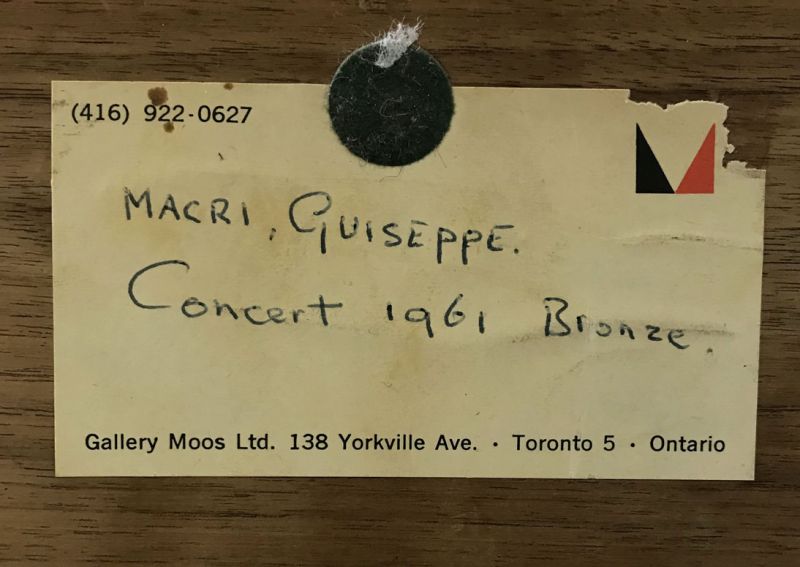 (416) 922-0627
MACRI, GUISEPPE.
Concert 1961 Bronze.
Gallery Moos Ltd. 138 Yorkville Ave. · Toronto 5 · Ontario